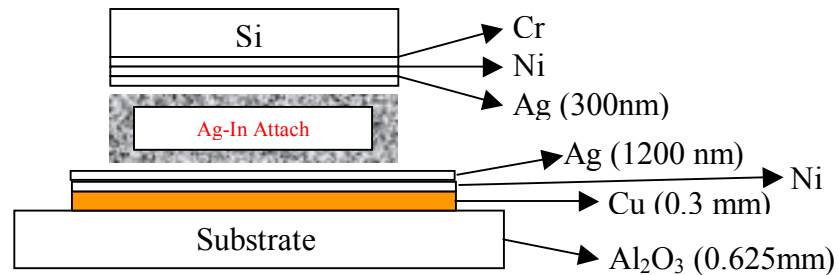 Si
Cr
Ni
Ag (300nm)
Ag-In Attach
Ag (1200 nm)
Ni
Cu (0.3 mm)
Substrate
Al₂O₃ (0.625mm)